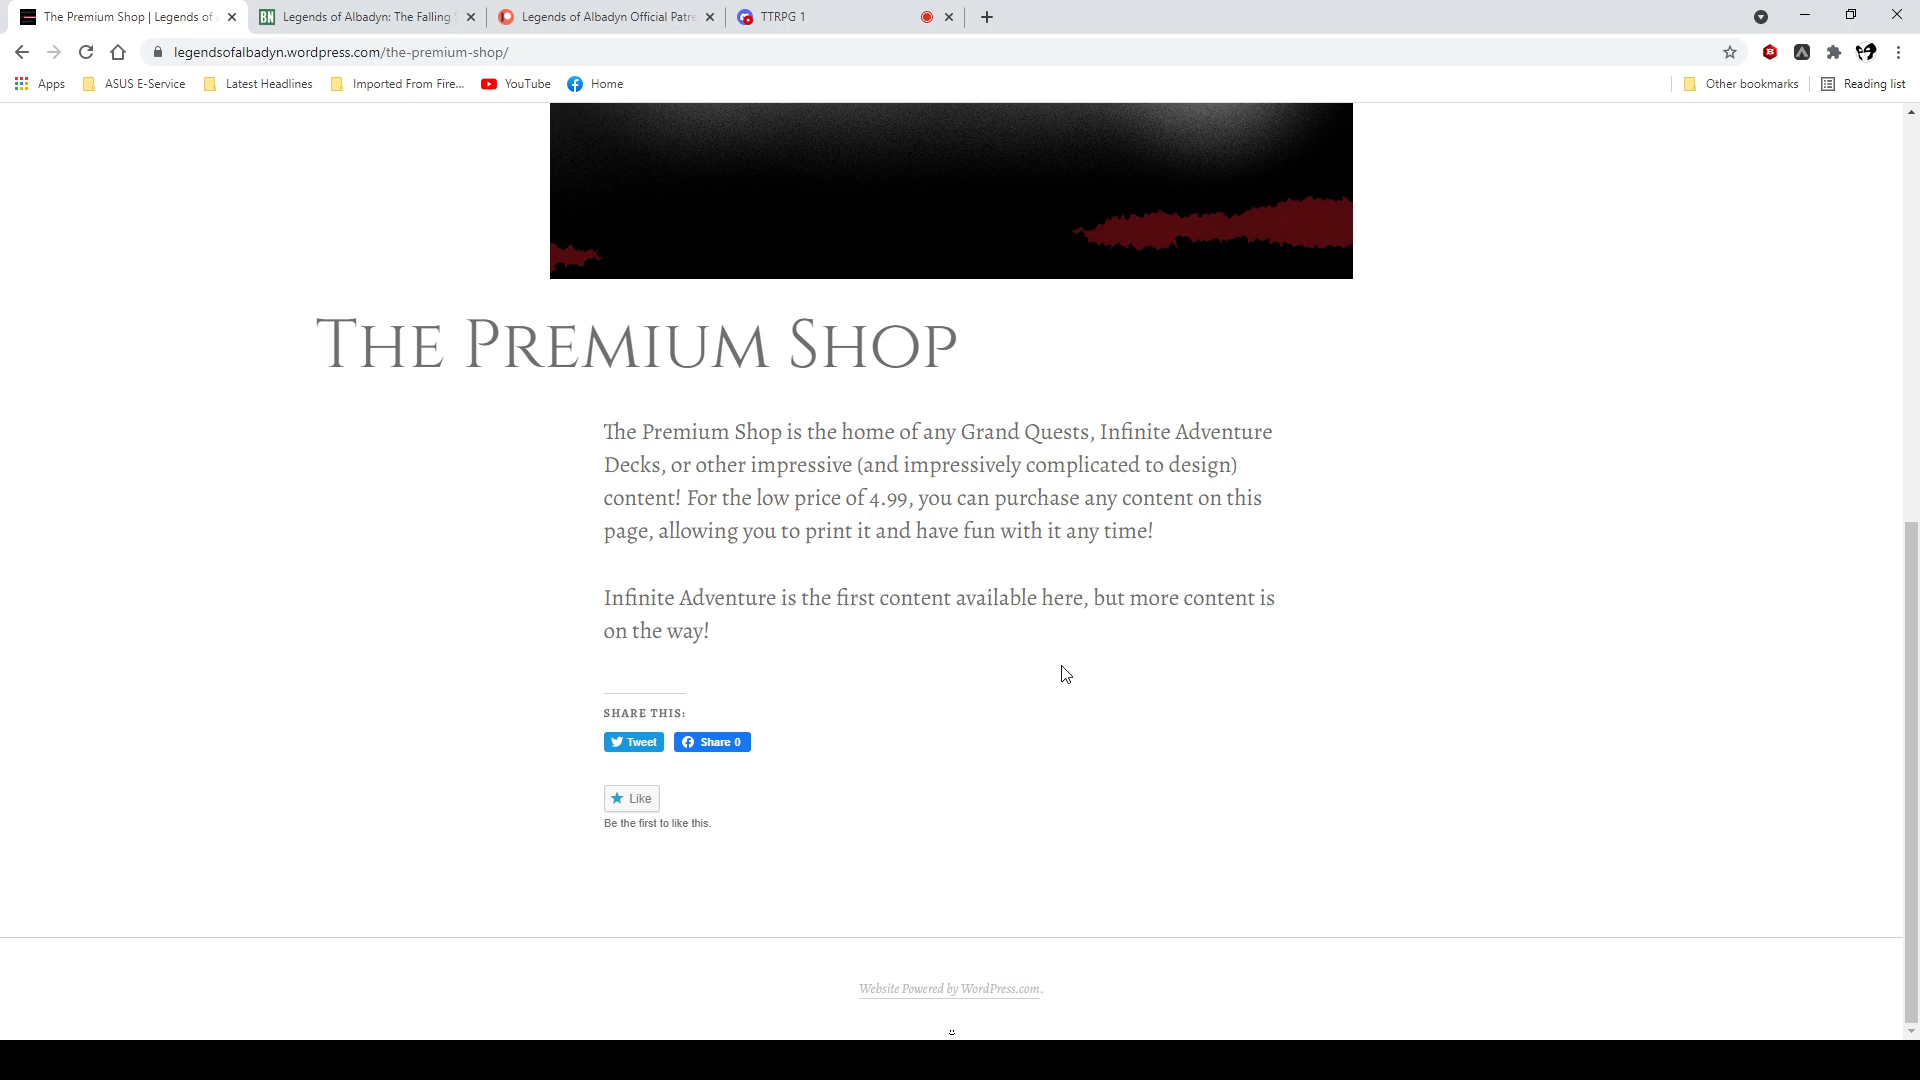 The Premium Shop | Legends of
Legends of Albadyn: The Falling
Legends of Albadyn Official Patre
TTRPG 1
legendsofalbadyn.wordpress.com/the-premium-shop/
Apps
ASUS E-Service
Latest Headlines
Imported From Fire...
YouTube
Home
Other bookmarks
Reading list
The Premium Shop
The Premium Shop is the home of any Grand Quests, Infinite Adventure
Decks, or other impressive (and impressively complicated to design)
content! For the low price of 4.99, you can purchase any content on this
page, allowing you to print it and have fun with it any time!
Infinite Adventure is the first content available here, but more content is
on the way!
SHARE THIS:
Tweet
Share 0
Like
Be the first to like this.
Website Powered by WordPress.com.